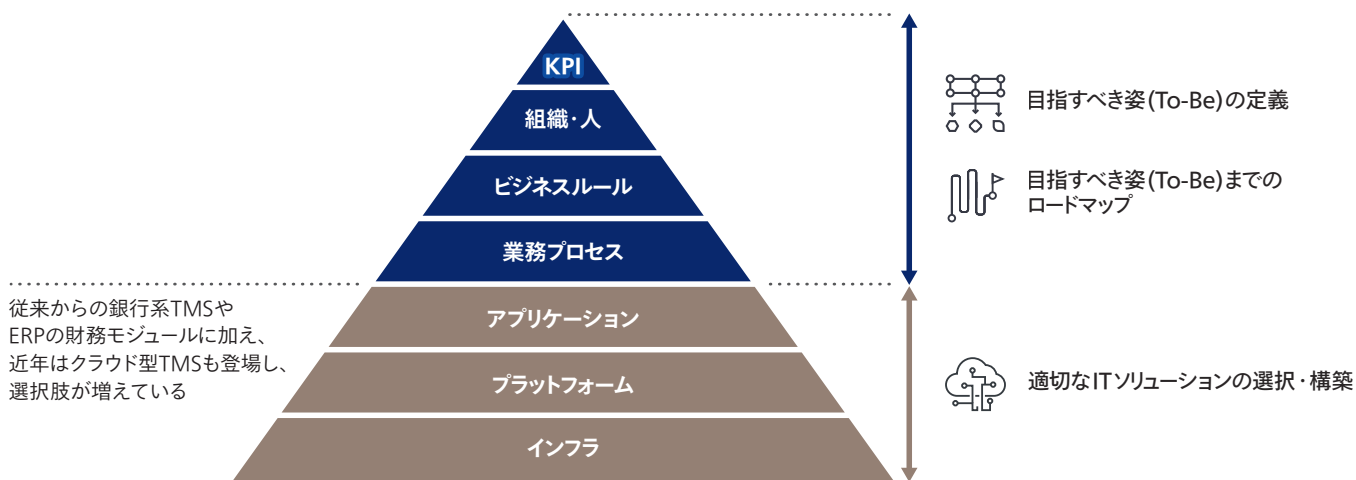 KPI
組織・人
ビジネスルール
業務プロセス
アプリケーション
プラットフォーム
インフラ
従来からの銀行系TMSや
ERPの財務モジュールに加え、
近年はクラウド型TMSも登場し、
選択肢が増えている
目指すべき姿(To-Be)の定義
目指すべき姿(To-Be)までの
ロードマップ
適切なITソリューションの選択・構築